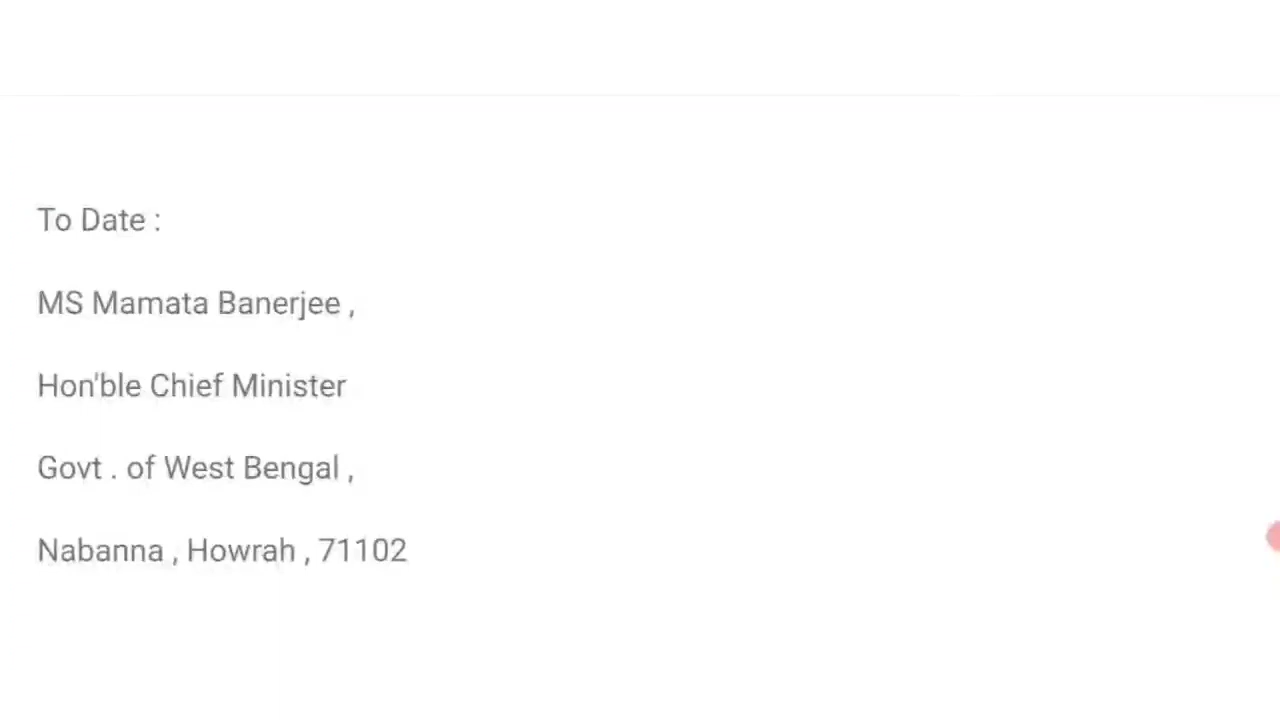 To Date :
MS Mamata Banerjee ,
Hon'ble Chief Minister
Govt . of West Bengal ,
Nabanna , Howrah , 71102